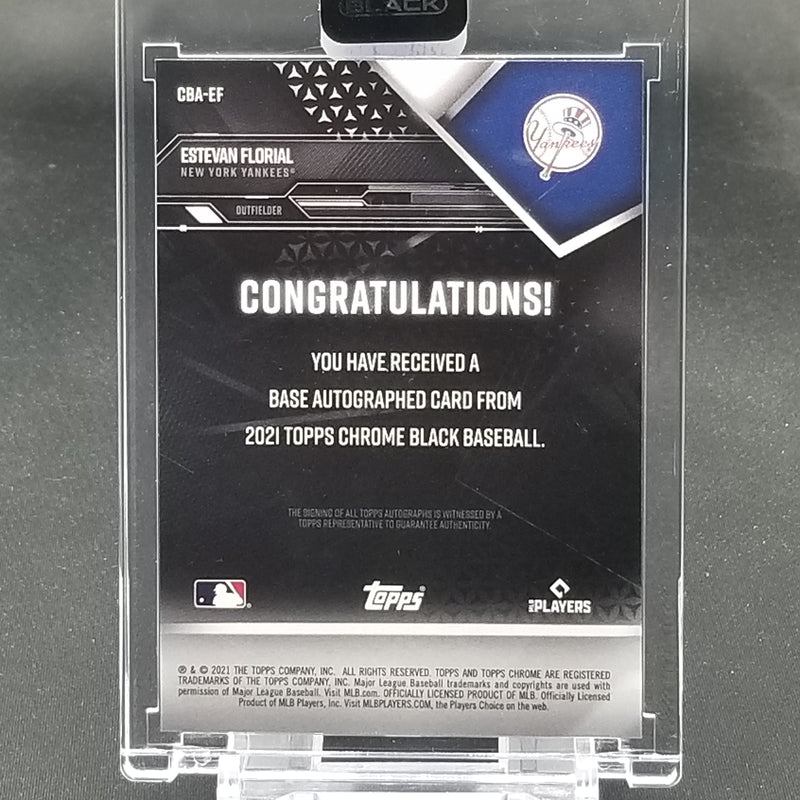 BLACK
CBA-EF
Yankees
ESTEVAN FLORIAL
NEW YORK YANKEES®
OUTFIELDER
CONGRATULATIONS!
YOU HAVE RECEIVED A
BASE AUTOGRAPHED CARD FROM
2021 TOPPS CHROME BLACK BASEBALL.
THE SIGNING OF ALL TOPPS AUTOGRAPHS IS WITNESSED BY A
TOPPS REPRESENTATIVE TO GUARANTEE AUTHENTICITY.
topps® MLB PLAYERS
® & © 2021 THE TOPPS COMPANY, INC. ALL RIGHTS RESERVED. TOPPS AND TOPPS CHROME ARE REGISTERED
TRADEMARKS OF THE TOPPS COMPANY, INC. Major League Baseball trademarks and copyrights are used with
permission of Major League Baseball. Visit MLB.com. OFFICIALLY LICENSED PRODUCT OF MLB. Officially Licensed
Product of MLB Players, Inc. Visit MLBPLAYERS.COM, the Players Choice on the web.